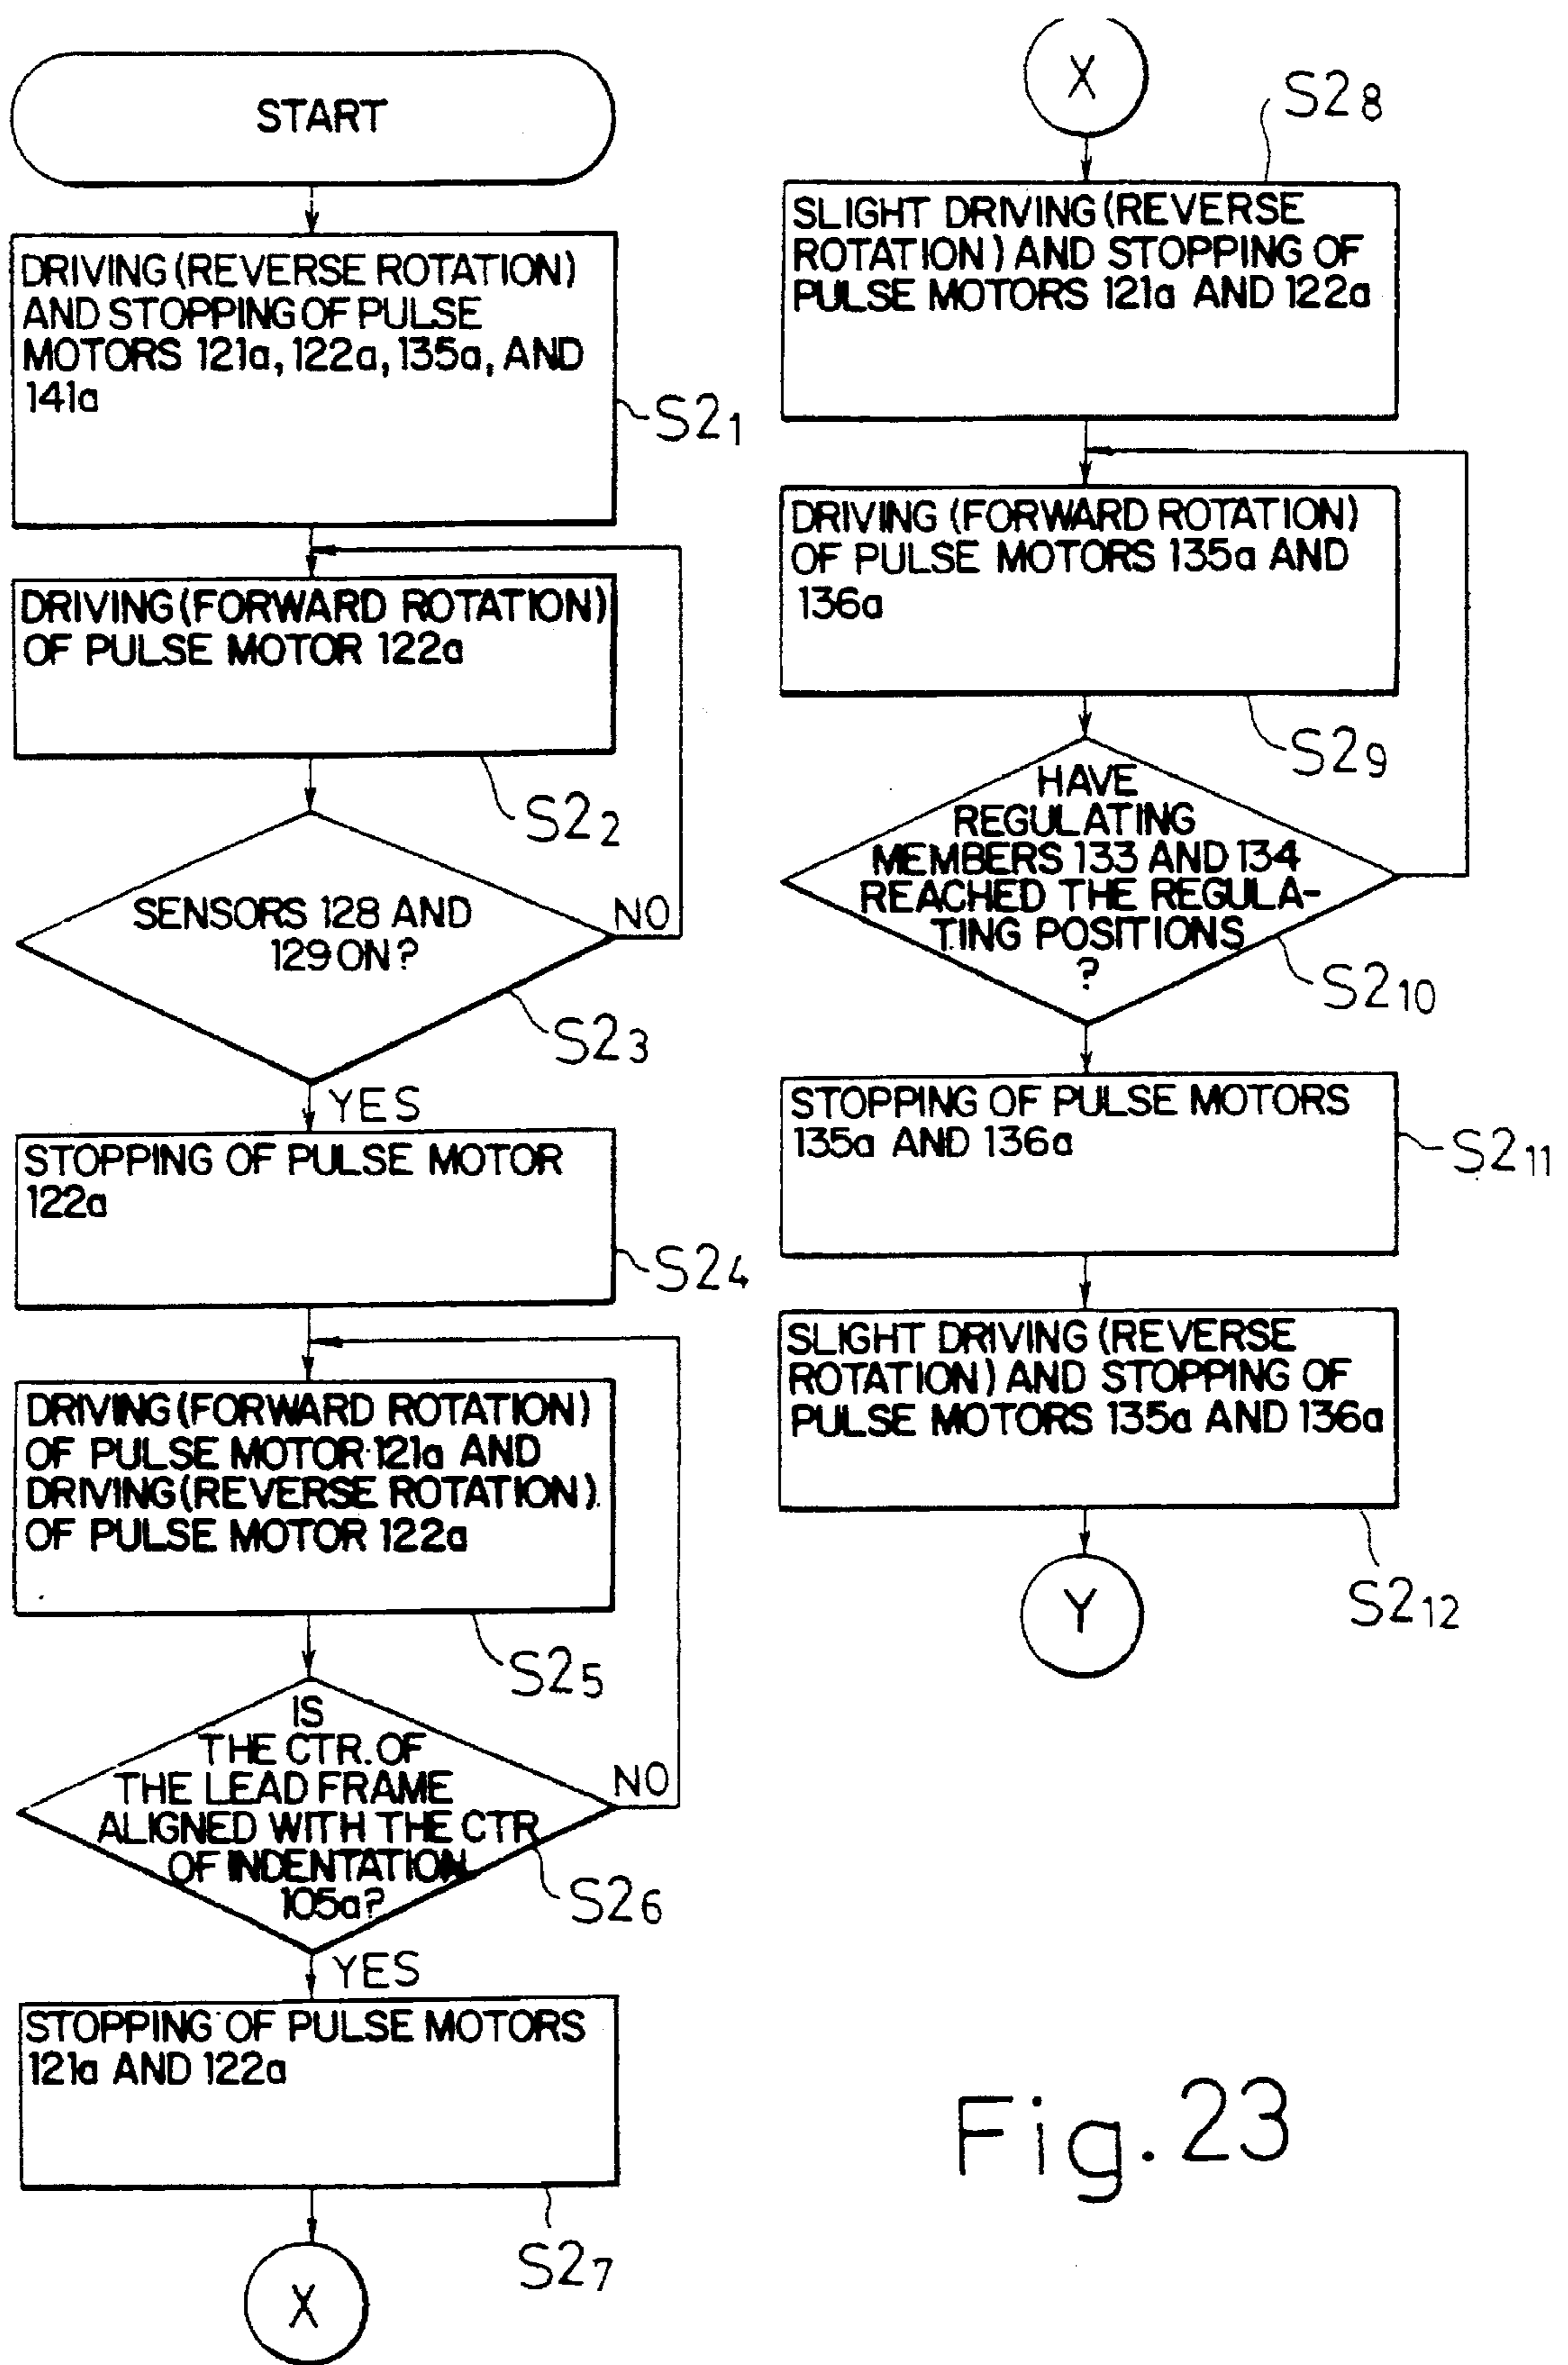 START
DRIVING (REVERSE ROTATION)
AND STOPPING OF PULSE
MOTORS 121a, 122a, 135a, AND
141a
S21
DRIVING (FORWARD ROTATION)
OF PULSE MOTOR 122a
S22
SENSORS 128 AND
129 ON?
NO
S23
YES
STOPPING OF PULSE MOTOR
122a
S24
DRIVING (FORWARD ROTATION)
OF PULSE MOTOR 121a AND
DRIVING (REVERSE ROTATION)
OF PULSE MOTOR 122a
S25
IS
THE CTR. OF
THE LEAD FRAME
ALIGNED WITH THE CTR
OF INDENTATION
105a?
NO
S26
YES
STOPPING OF PULSE MOTORS
121a AND 122a
S27
X
X
S28
SLIGHT DRIVING (REVERSE
ROTATION) AND STOPPING OF
PULSE MOTORS 121a AND 122a
DRIVING (FORWARD ROTATION)
OF PULSE MOTORS 135a AND
136a
S29
HAVE
REGULATING
MEMBERS 133 AND 134
REACHED THE REGULA-
TING POSITIONS
?
S210
STOPPING OF PULSE MOTORS
135a AND 136a
S211
SLIGHT DRIVING (REVERSE
ROTATION) AND STOPPING OF
PULSE MOTORS 135a AND 136a
S212
Y
Fig. 23